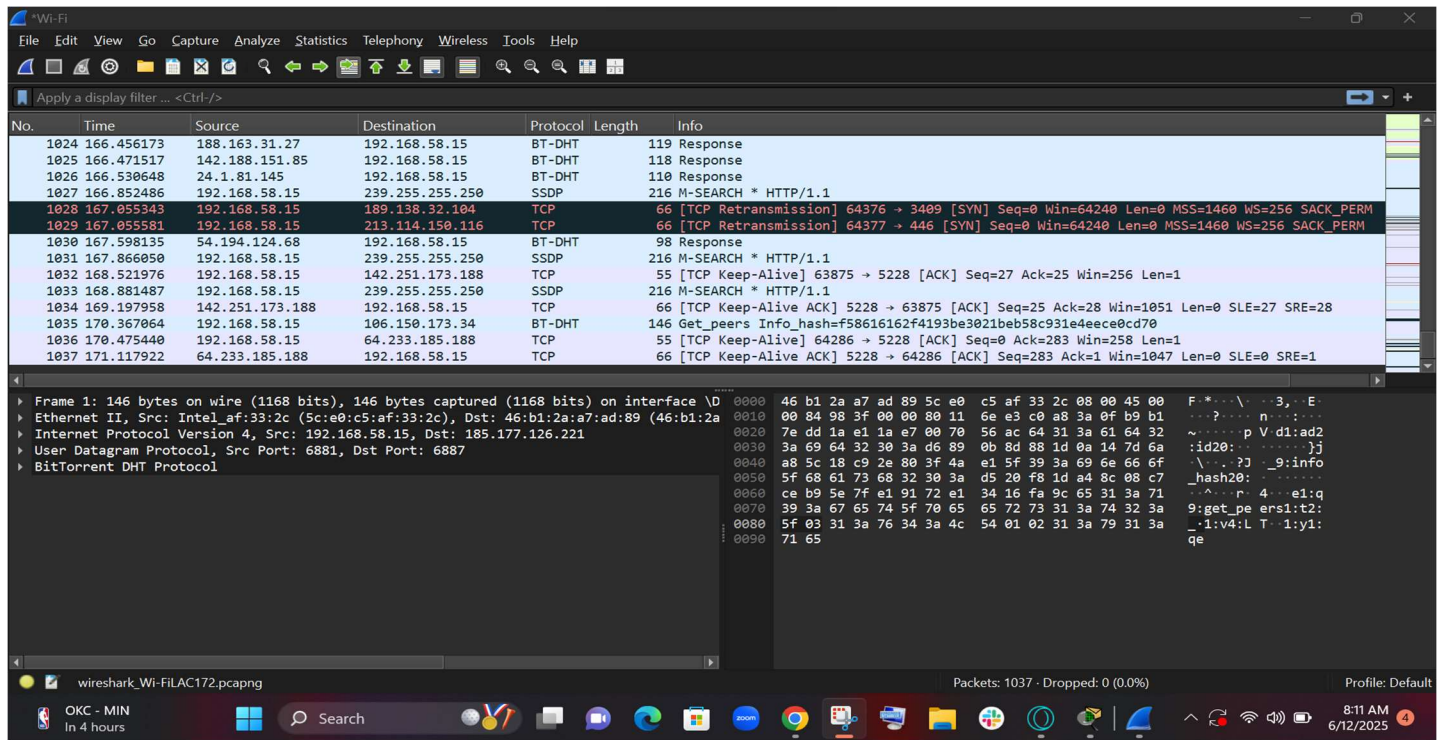 *Wi-Fi
File Edit View Go Capture Analyze Statistics Telephony Wireless Tools Help
Apply a display filter ... <Ctrl-/>
No. Time Source Destination Protocol Length Info
1024 166.456173 188.163.31.27 192.168.58.15 BT-DHT 119 Response
1025 166.471517 142.188.151.85 192.168.58.15 BT-DHT 118 Response
1026 166.530648 24.1.81.145 192.168.58.15 BT-DHT 110 Response
1027 166.852486 192.168.58.15 239.255.255.250 SSDP 216 M-SEARCH * HTTP/1.1
1028 167.055343 192.168.58.15 189.138.32.104 TCP 66 [TCP Retransmission] 64376 → 3409 [SYN] Seq=0 Win=64240 Len=0 MSS=1460 WS=256 SACK_PERM
1029 167.055581 192.168.58.15 213.114.150.116 TCP 66 [TCP Retransmission] 64377 → 446 [SYN] Seq=0 Win=64240 Len=0 MSS=1460 WS=256 SACK_PERM
1030 167.598135 54.194.124.68 192.168.58.15 BT-DHT 98 Response
1031 167.866050 192.168.58.15 239.255.255.250 SSDP 216 M-SEARCH * HTTP/1.1
1032 168.521976 192.168.58.15 142.251.173.188 TCP 55 [TCP Keep-Alive] 63875 → 5228 [ACK] Seq=27 Ack=25 Win=256 Len=1
1033 168.881487 192.168.58.15 239.255.255.250 SSDP 216 M-SEARCH * HTTP/1.1
1034 169.197958 142.251.173.188 192.168.58.15 TCP 66 [TCP Keep-Alive ACK] 5228 → 63875 [ACK] Seq=25 Ack=28 Win=1051 Len=0 SLE=27 SRE=28
1035 170.367064 192.168.58.15 106.150.173.34 BT-DHT 146 Get_peers Info_hash=f58616162f4193be3021beb58c931e4eece0cd70
1036 170.475440 192.168.58.15 64.233.185.188 TCP 55 [TCP Keep-Alive] 64286 → 5228 [ACK] Seq=0 Ack=283 Win=258 Len=1
1037 171.117922 64.233.185.188 192.168.58.15 TCP 66 [TCP Keep-Alive ACK] 5228 → 64286 [ACK] Seq=283 Ack=1 Win=1047 Len=0 SLE=0 SRE=1
Frame 1: 146 bytes on wire (1168 bits), 146 bytes captured (1168 bits) on interface \D
Ethernet II, Src: Intel_af:33:2c (5c:e0:c5:af:33:2c), Dst: 46:b1:2a:a7:ad:89 (46:b1:2a
Internet Protocol Version 4, Src: 192.168.58.15, Dst: 185.177.126.221
User Datagram Protocol, Src Port: 6881, Dst Port: 6887
BitTorrent DHT Protocol
0000 46 b1 2a a7 ad 89 5c e0 c5 af 33 2c 08 00 45 00 F·*···\· ··3,··E·
0010 00 84 98 3f 00 00 80 11 6e e3 c0 a8 3a 0f b9 b1 ···?···· n···:···
0020 7e dd 1a e1 1a e7 00 70 56 ac 64 31 3a 61 64 32 ~······p V·d1:ad2
0030 3a 69 64 32 30 3a d6 89 0b 8d 88 1d 0a 14 7d 6a :id20:·· ······}j
0040 a8 5c 18 c9 2e 80 3f 4a e1 5f 39 3a 69 6e 66 6f ·\··.·?J ·_9:info
0050 5f 68 61 73 68 32 30 3a d5 20 f8 1d a4 8c 08 c7 _hash20: · ······
0060 ce b9 5e 7f e1 91 72 e1 34 16 fa 9c 65 31 3a 71 ··^···r· 4···e1:q
0070 39 3a 67 65 74 5f 70 65 65 72 73 31 3a 74 32 3a 9:get_pe ers1:t2:
0080 5f 03 31 3a 76 34 3a 4c 54 01 02 31 3a 79 31 3a _·1:v4:L T··1:y1:
0090 71 65 qe
wireshark_Wi-FiLAC172.pcapng Packets: 1037 · Dropped: 0 (0.0%) Profile: Default
OKC - MIN
In 4 hours
Search
zoom
8:11 AM
6/12/2025
4